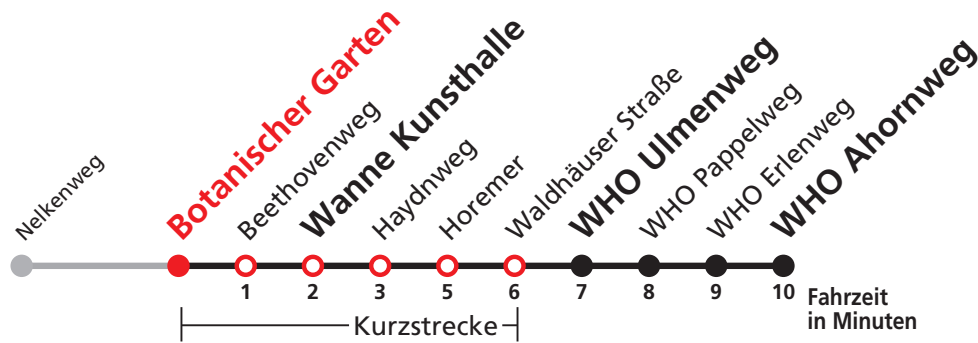 Nelkenweg
Botanischer Garten
Beethovenweg
Wanne Kunsthalle
Haydnweg
Horemer
Waldhäuser Straße
WHO Ulmenweg
WHO Pappelweg
WHO Erlenweg
WHO Ahornweg
1 2 3 5 6 7 8 9 10 Fahrzeit
in Minuten
Kurzstrecke